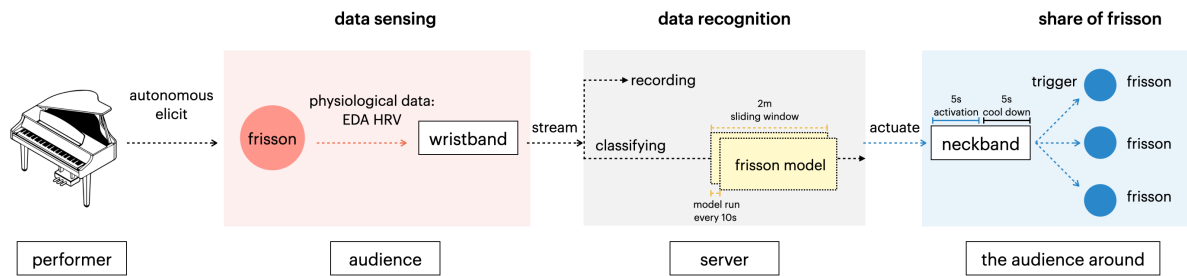 data sensing
data recognition
share of frisson
autonomous
elicit
frisson
physiological data:
EDA HRV
wristband
stream
recording
classifying
2m
sliding window
frisson model
model run
every 10s
actuate
5s
activation
5s
cool down
neckband
trigger
frisson
frisson
frisson
performer
audience
server
the audience around